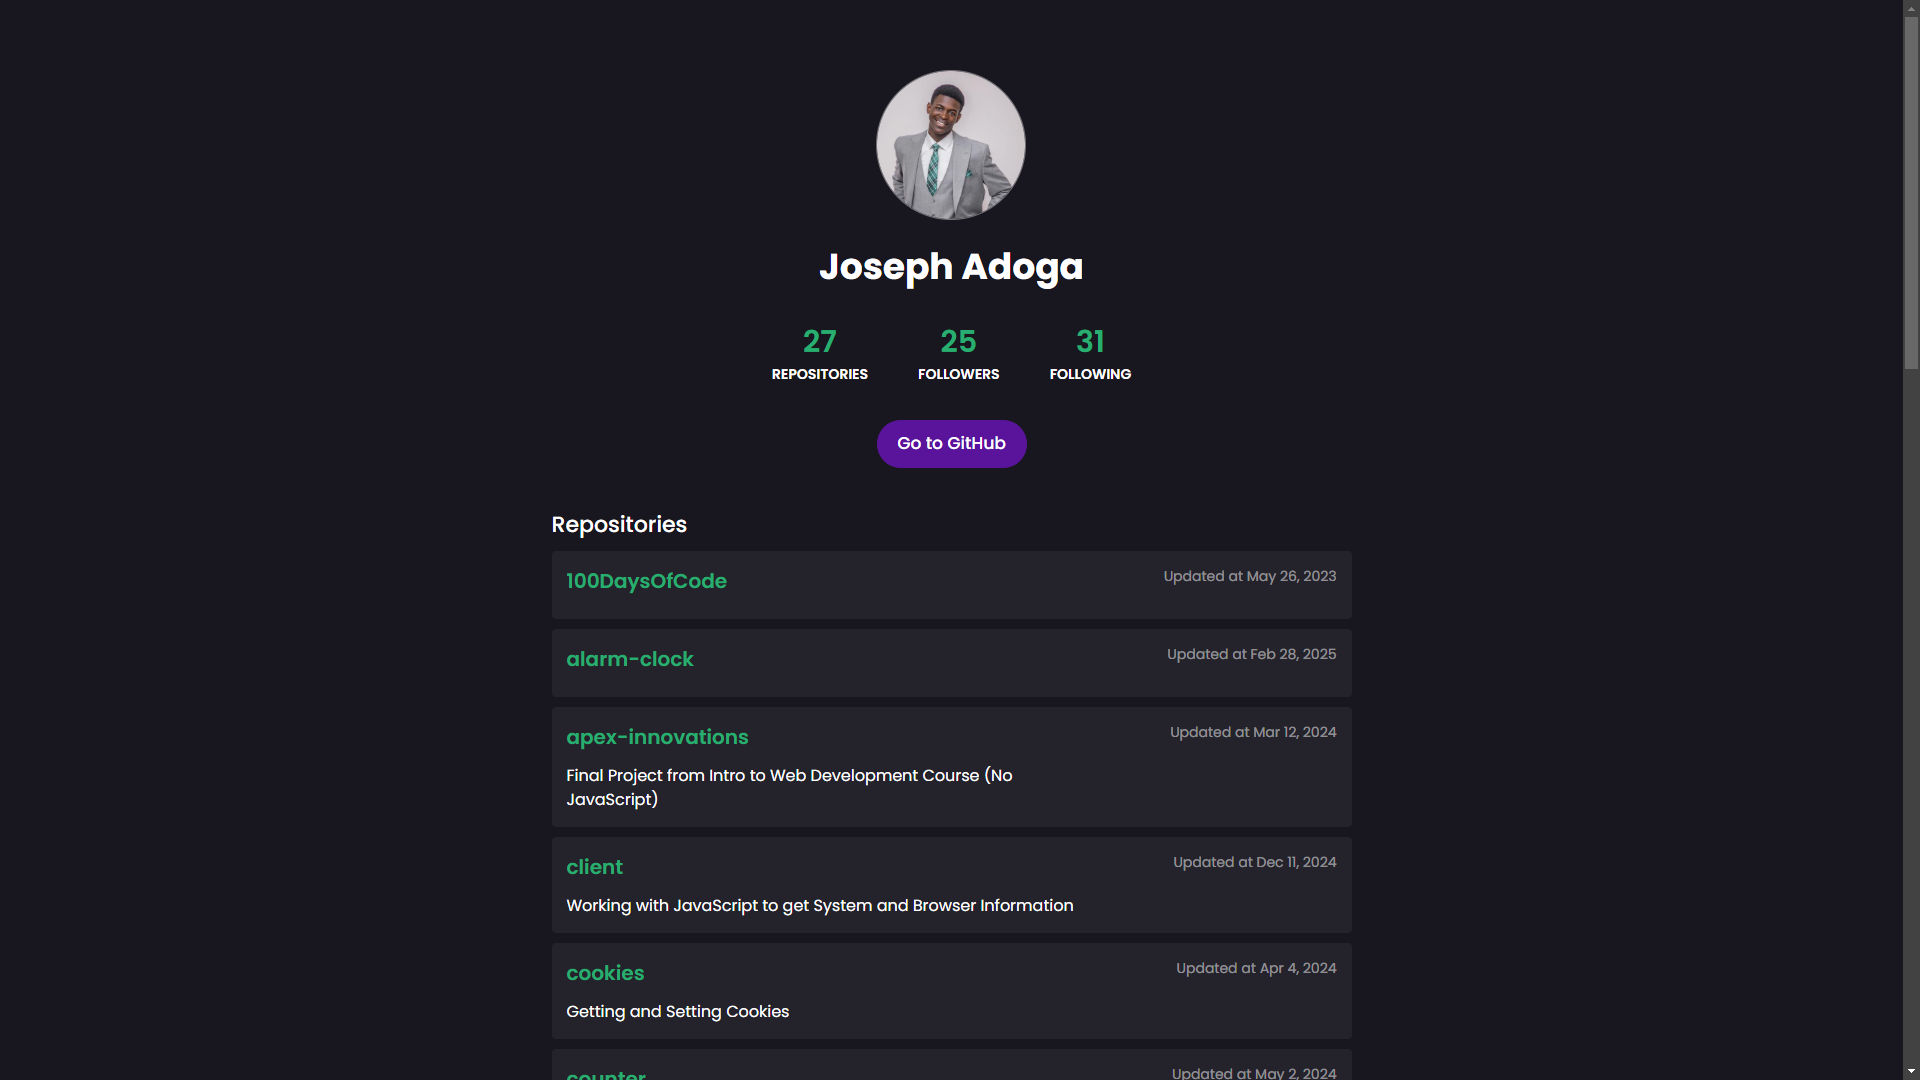 Joseph Adoga
27 25 31
REPOSITORIES FOLLOWERS FOLLOWING
Go to GitHub
Repositories
100DaysOfCode Updated at May 26, 2023
alarm-clock Updated at Feb 28, 2025
apex-innovations Updated at Mar 12, 2024
Final Project from Intro to Web Development Course (No
JavaScript)
client Updated at Dec 11, 2024
Working with JavaScript to get System and Browser Information
cookies Updated at Apr 4, 2024
Getting and Setting Cookies
counter Updated at May 2, 2024